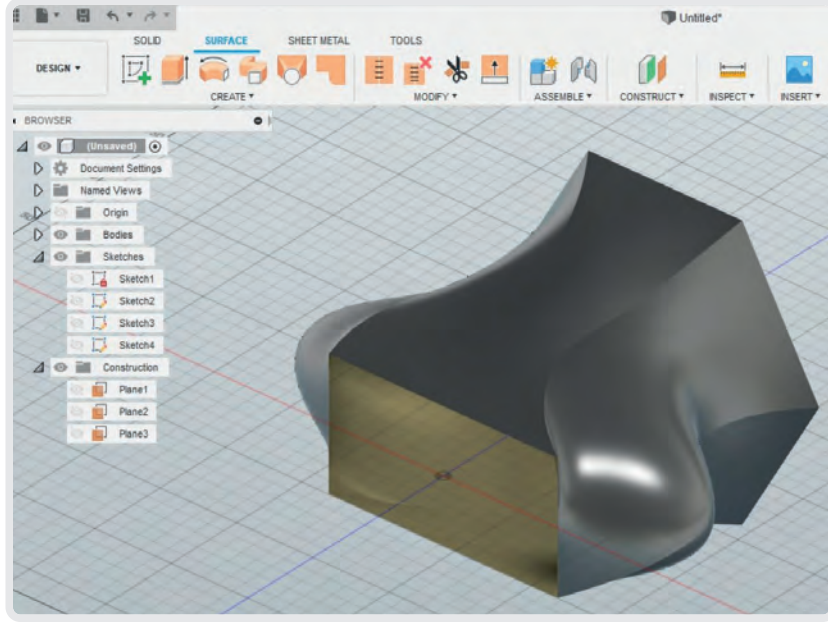 Untitled*
SOLID SURFACE SHEET METAL TOOLS
DESIGN ▾
CREATE ▾ MODIFY ▾ ASSEMBLE ▾ CONSTRUCT ▾ INSPECT ▾ INSERT ▾
BROWSER
(Unsaved)
Document Settings
Named Views
Origin
Bodies
Sketches
Sketch1
Sketch2
Sketch3
Sketch4
Construction
Plane1
Plane2
Plane3